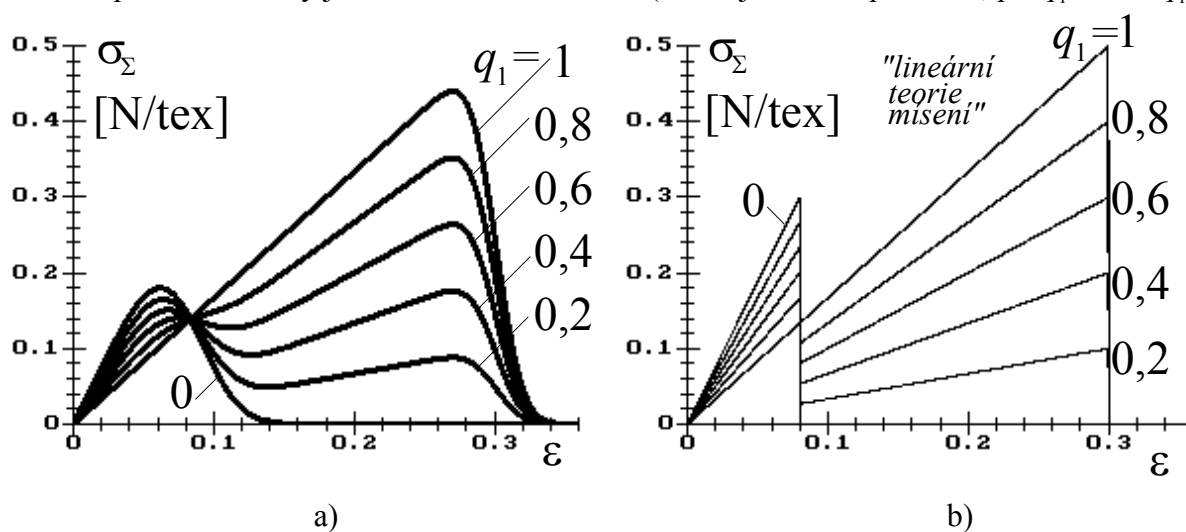 0.5
σ_Σ
[N/tex]
0.4
0.3
0.2
0.1
0
q₁ = 1
0,8
0,6
0,4
0,2
0
0
0.1
0.2
0.3
ε
a)
0.5
σ_Σ
[N/tex]
0.4
0.3
0.2
0.1
0
"lineární
teorie
mísení"
q₁=1
0,8
0,6
0,4
0,2
0
0
0.1
0.2
0.3
ε
b)